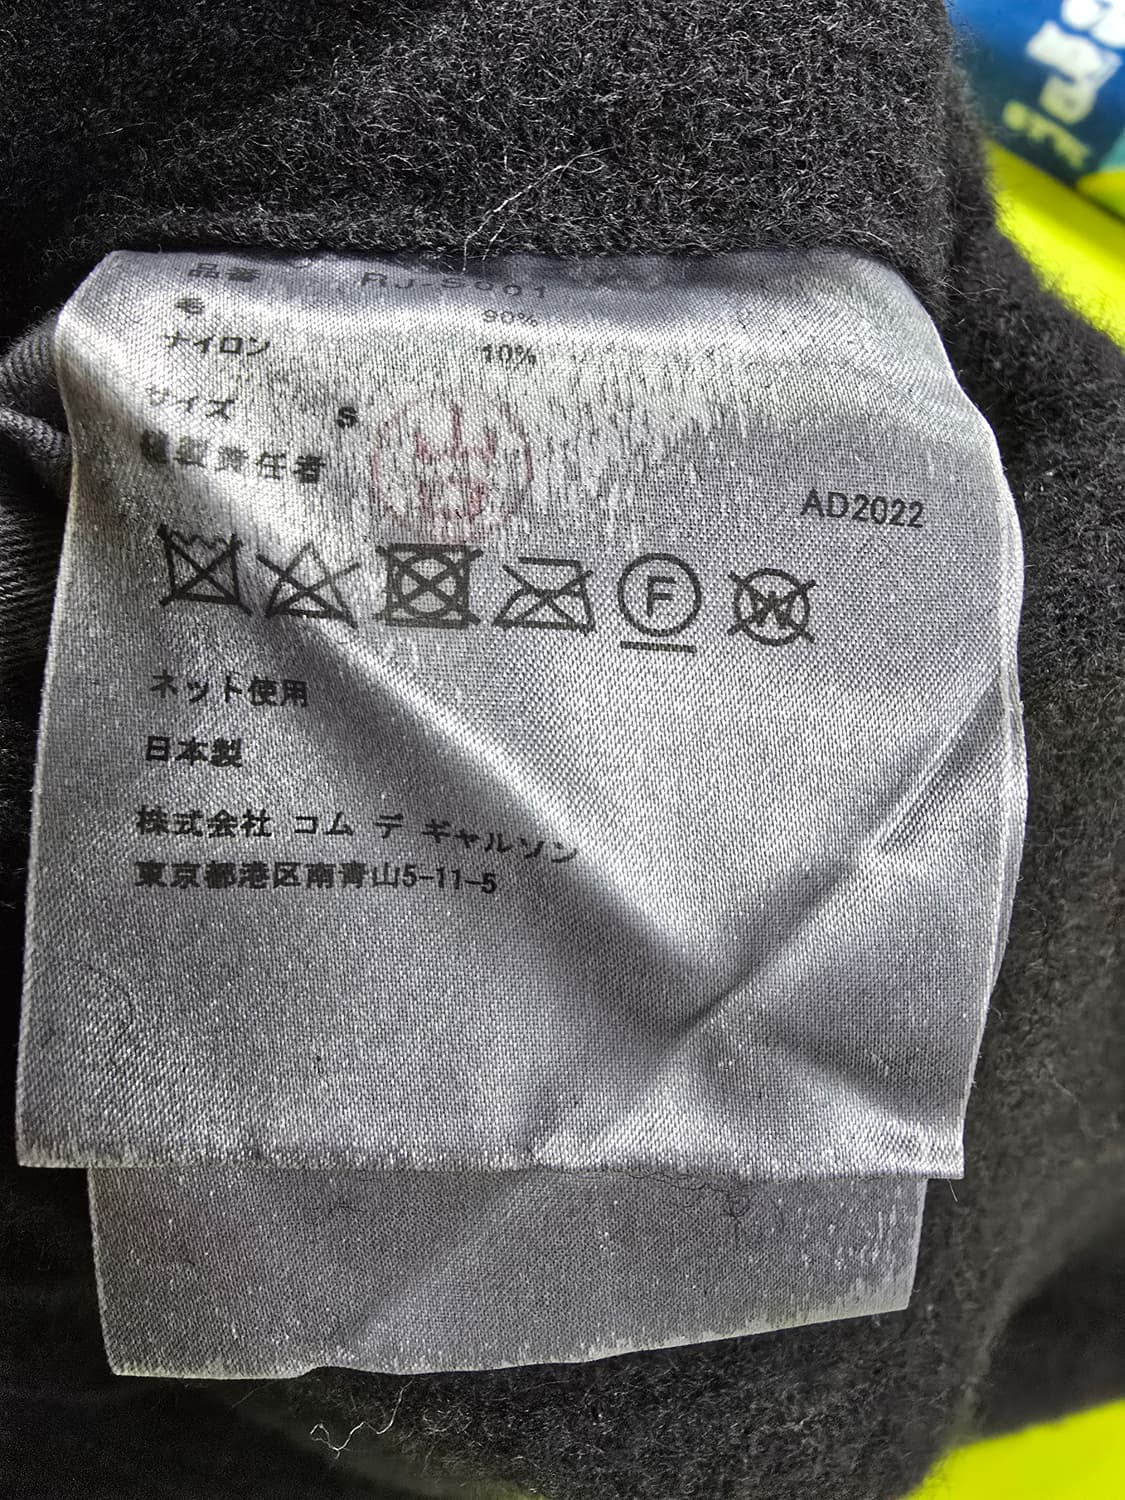 品番 RJ-S001
毛 90%
ナイロン 10%
サイズ S
縫製責任者
AD2022
F
W
ネット使用
日本製
株式会社 コム デ ギャルソン
東京都港区南青山5-11-5